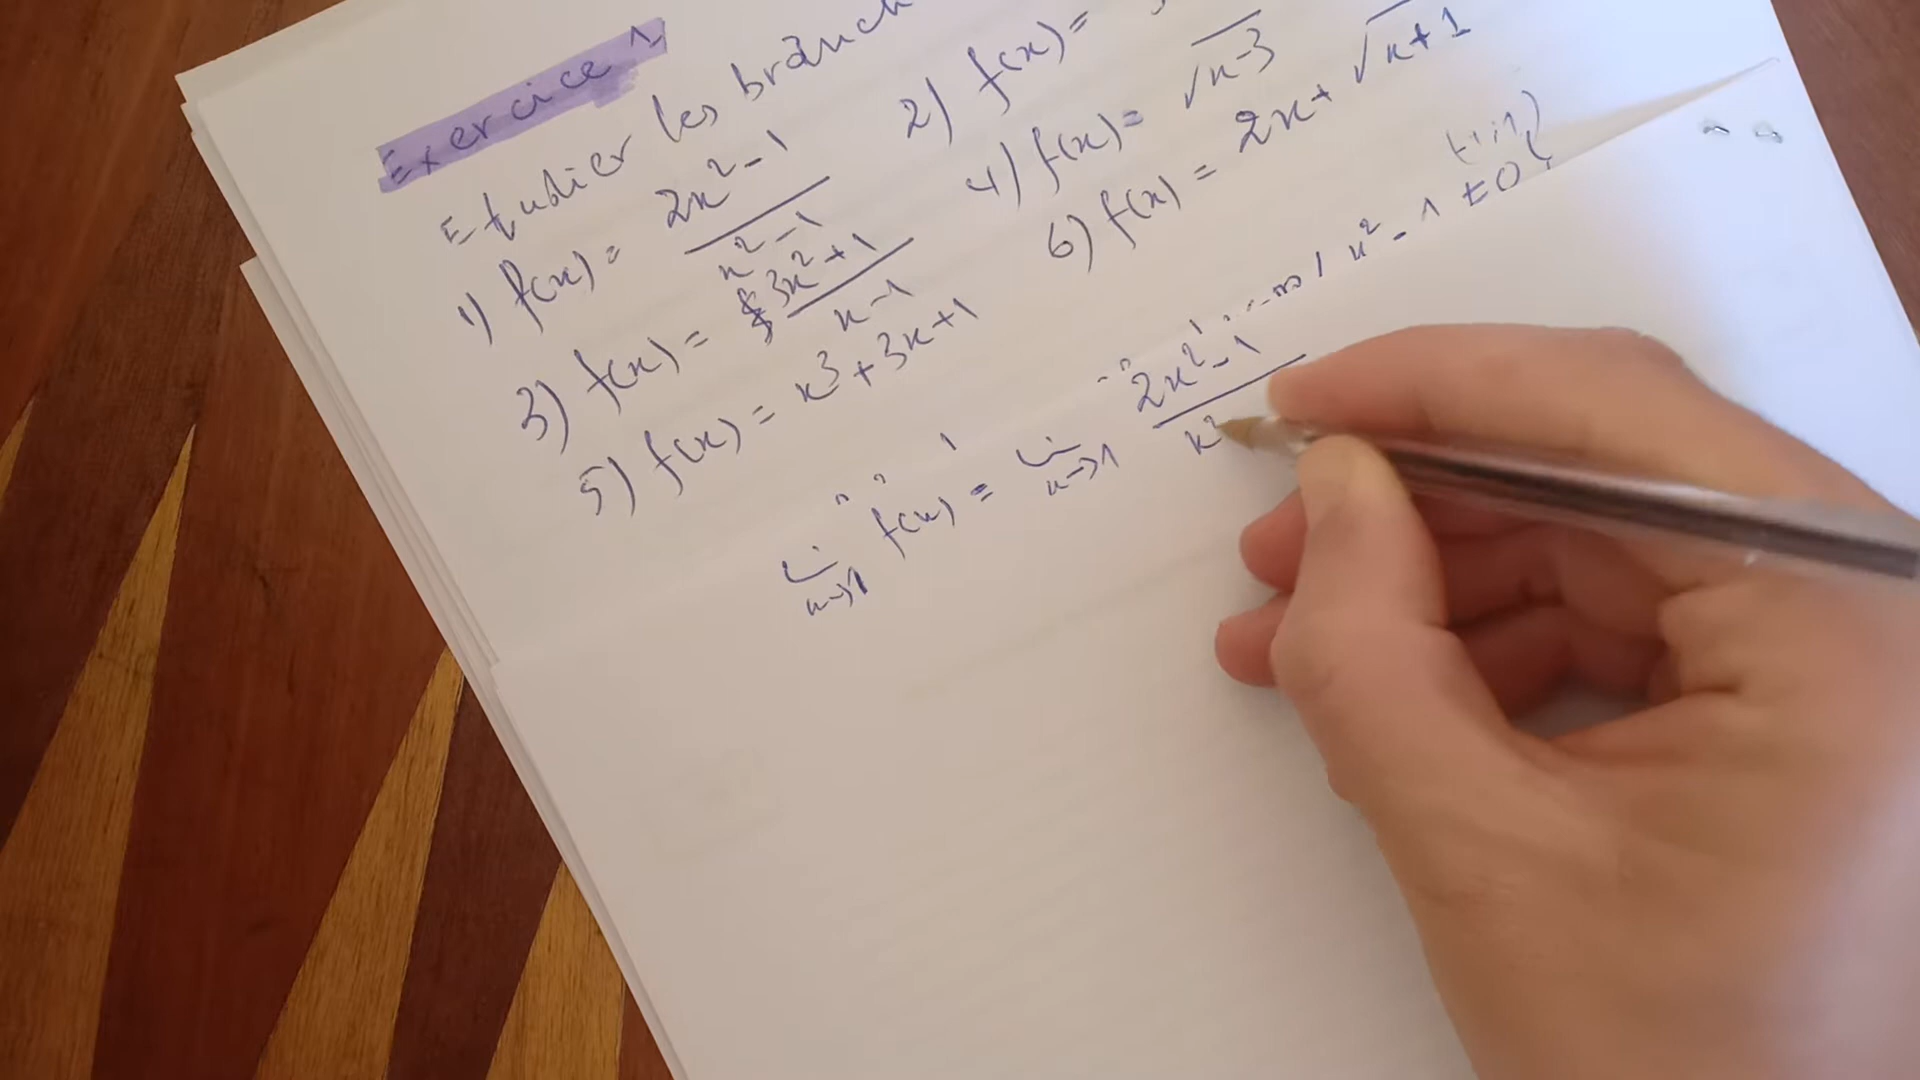 Exercice 1
Etudier les branch
1) f(x) = 2x² - 1 / x² - 1
2) f(x) =
3) f(x) = 3x² + 1 / x - 1
4) f(x) = √x-3
5) f(x) = x³ + 3x + 1
6) f(x) = 2x + √x+1
/ x² - 1 ≠ 0
lim x→1 f(x) = lim x→1 2x² - 1 / x²